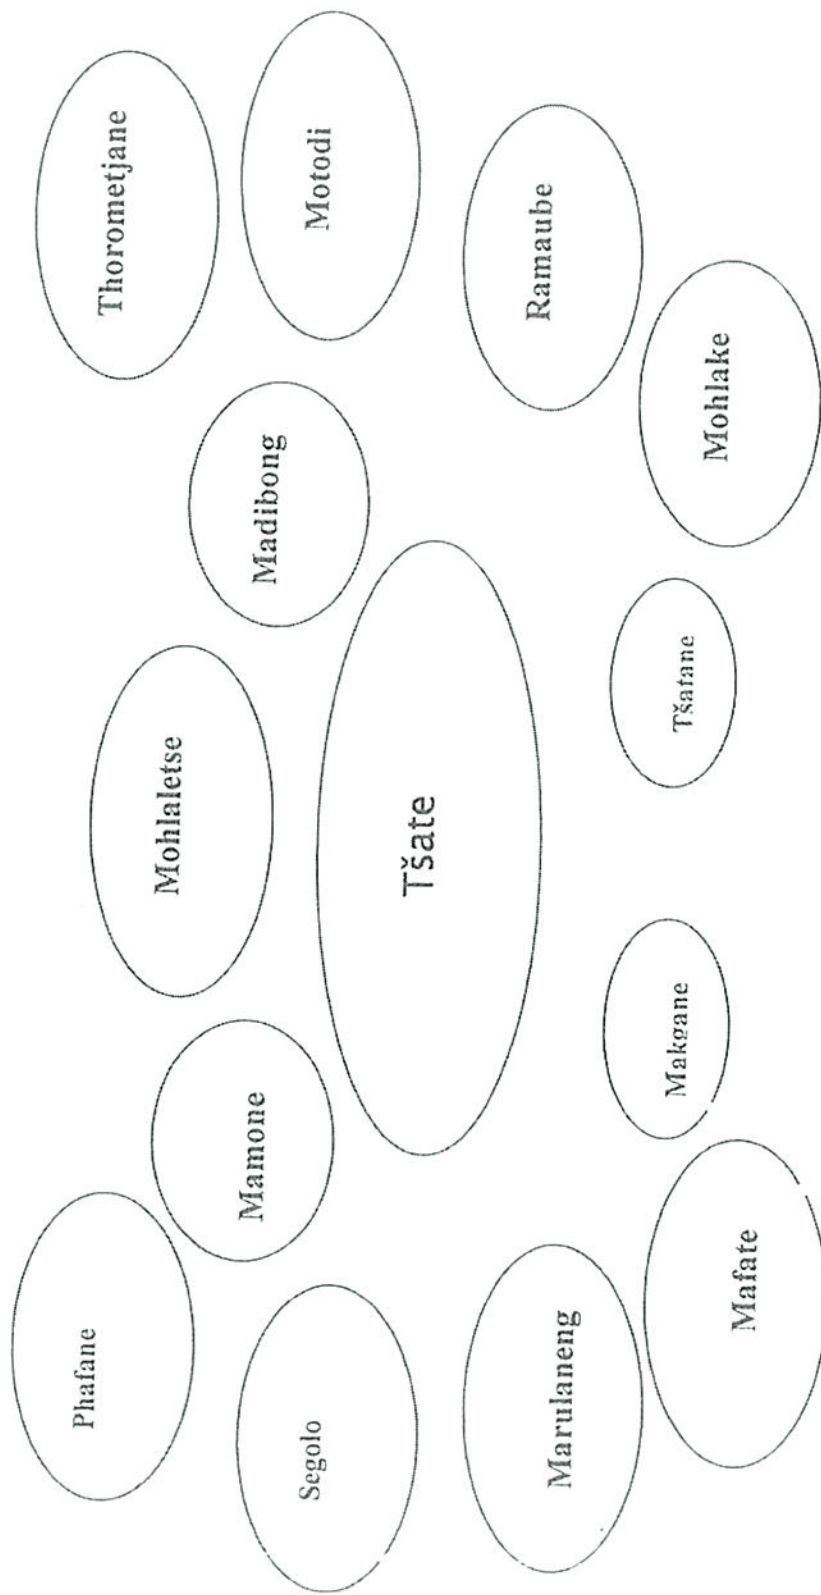 Phafane
Mohlaletse
Thorometjane
Mamone
Madibong
Segolo
Motodi
Tšate
Marulaneng
Ramaube
Makgane
Tšatane
Mafate
Mohlake